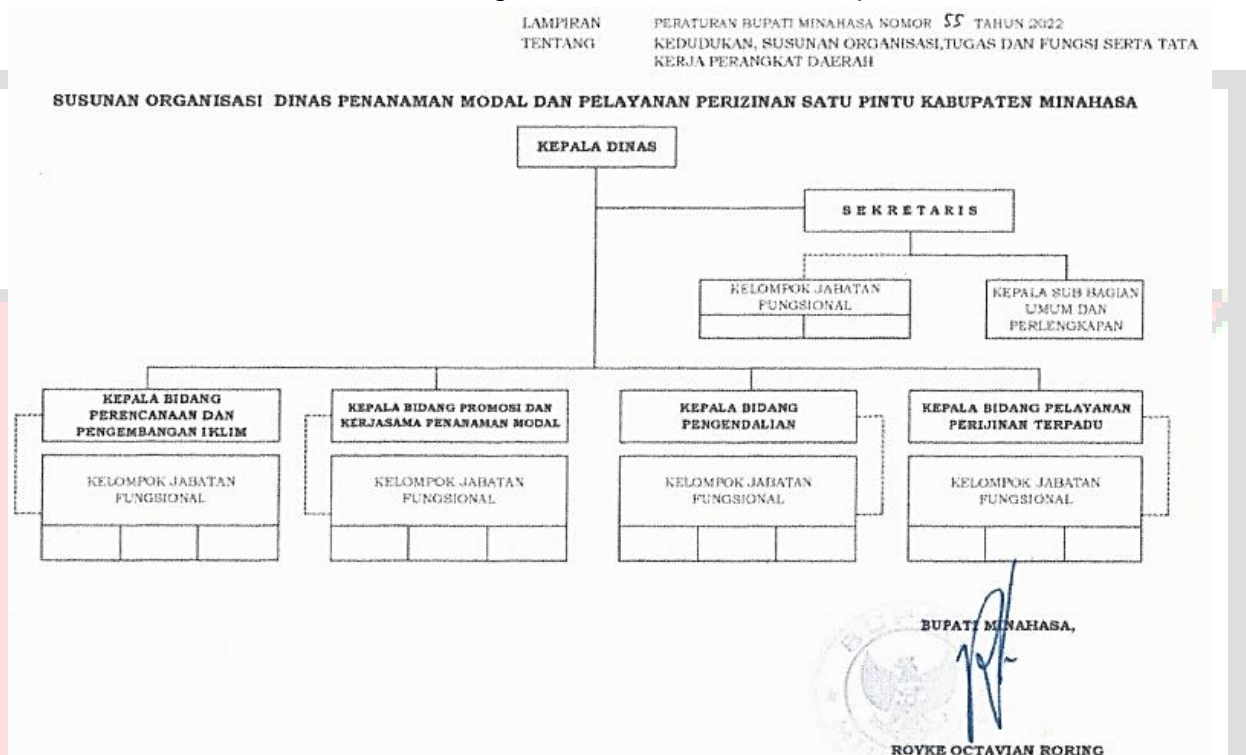 LAMPIRAN PERATURAN BUPATI MINAHASA NOMOR 55 TAHUN 2022
TENTANG KEDUDUKAN, SUSUNAN ORGANISASI,TUGAS DAN FUNGSI SERTA TATA
KERJA PERANGKAT DAERAH
SUSUNAN ORGANISASI DINAS PENANAMAN MODAL DAN PELAYANAN PERIZINAN SATU PINTU KABUPATEN MINAHASA
KEPALA DINAS
SEKRETARIS
KELOMPOK JABATAN
FUNGSIONAL
KEPALA SUB BAGIAN
UMUM DAN
PERLENGKAPAN
KEPALA BIDANG
PERENCANAAN DAN
PENGEMBANGAN IKLIM
KELOMPOK JABATAN
FUNGSIONAL
KEPALA BIDANG PROMOSI DAN
KERJASAMA PENANAMAN MODAL
KELOMPOK JABATAN
FUNGSIONAL
KEPALA BIDANG
PENGENDALIAN
KELOMPOK JABATAN
FUNGSIONAL
KEPALA BIDANG PELAYANAN
PERIJINAN TERPADU
KELOMPOK JABATAN
FUNGSIONAL
BUPATI MINAHASA,
ROYKE OCTAVIAN RORING